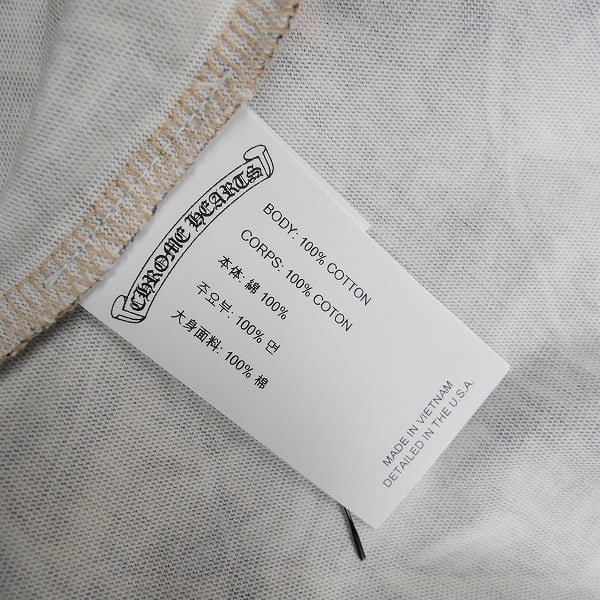 CHROME HEARTS
BODY: 100% COTTON
CORPS: 100% COTON
本体: 綿 100%
주요부: 100% 면
大身面料: 100% 棉
MADE IN VIETNAM
DETAILED IN THE U.S.A.